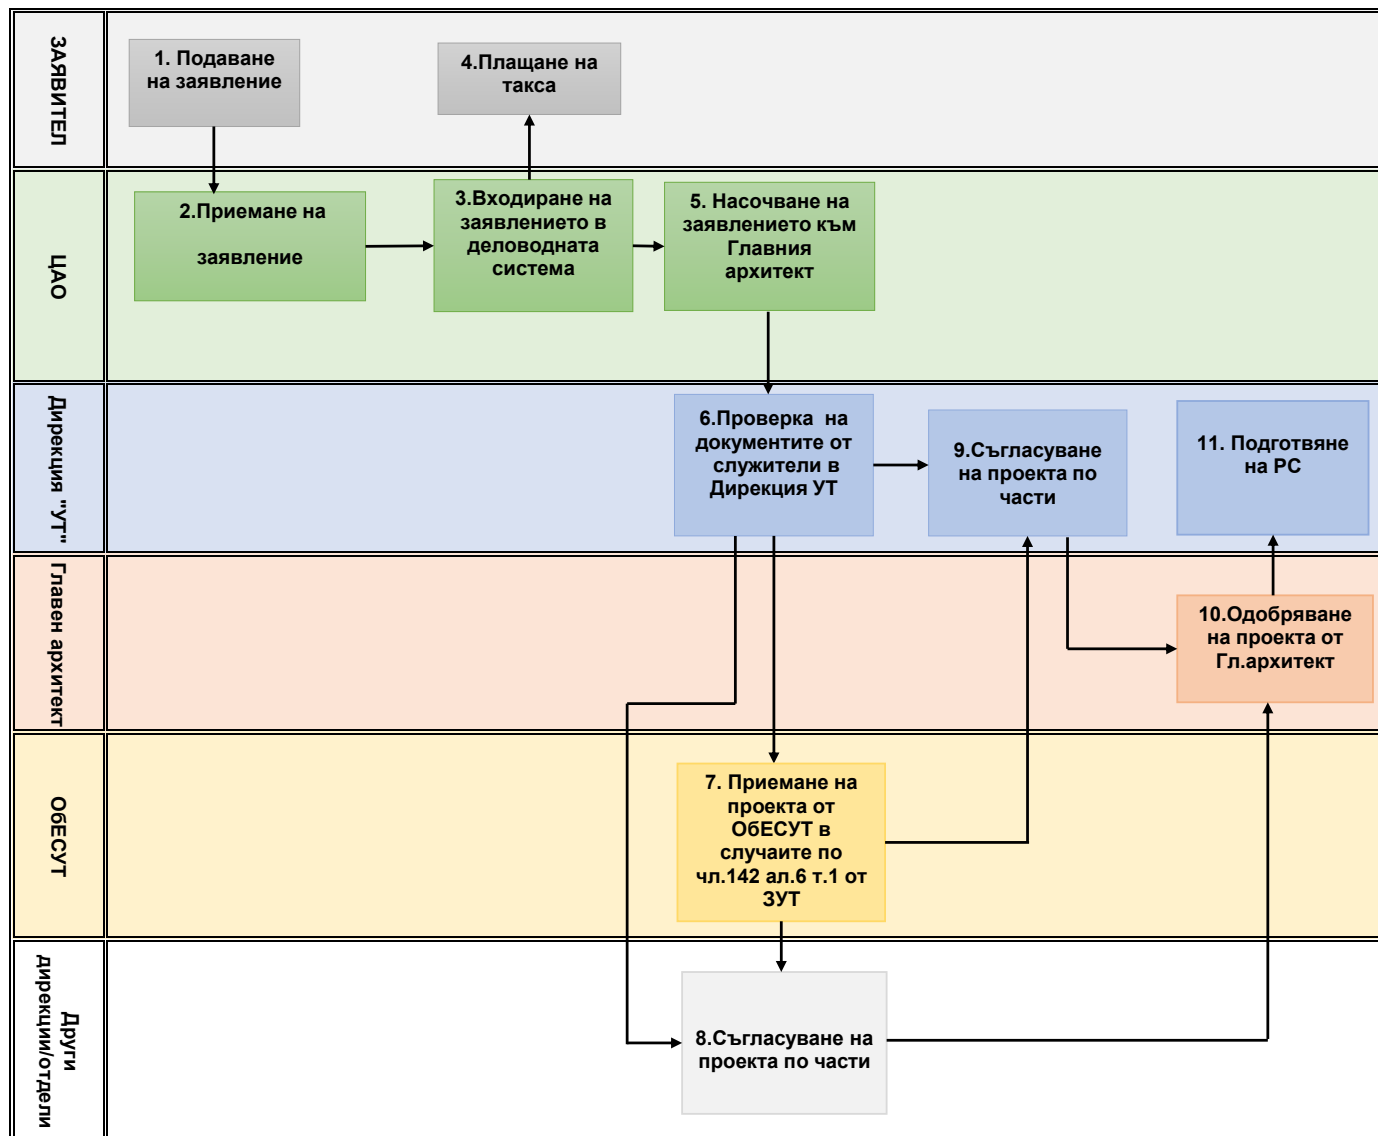 ЗАЯВИТЕЛ
1. Подаване
на заявление
4.Плащане на
такса
ЦАО
2.Приемане на
заявление
3.Входиране на
заявлението в
деловодната
система
5. Насочване на
заявлението към
Главния
архитект
Дирекция "УТ"
6.Проверка на
документите от
служители в
Дирекция УТ
9.Съгласуване
на проекта по
части
11. Подготвяне
на РС
Главен архитект
10.Одобряване
на проекта от
Гл.архитект
ОбЕСУТ
7. Приемане на
проекта от
ОбЕСУТ в
случаите по
чл.142 ал.6 т.1 от
ЗУТ
Други
дирекции/отдели
8.Съгласуване на
проекта по части